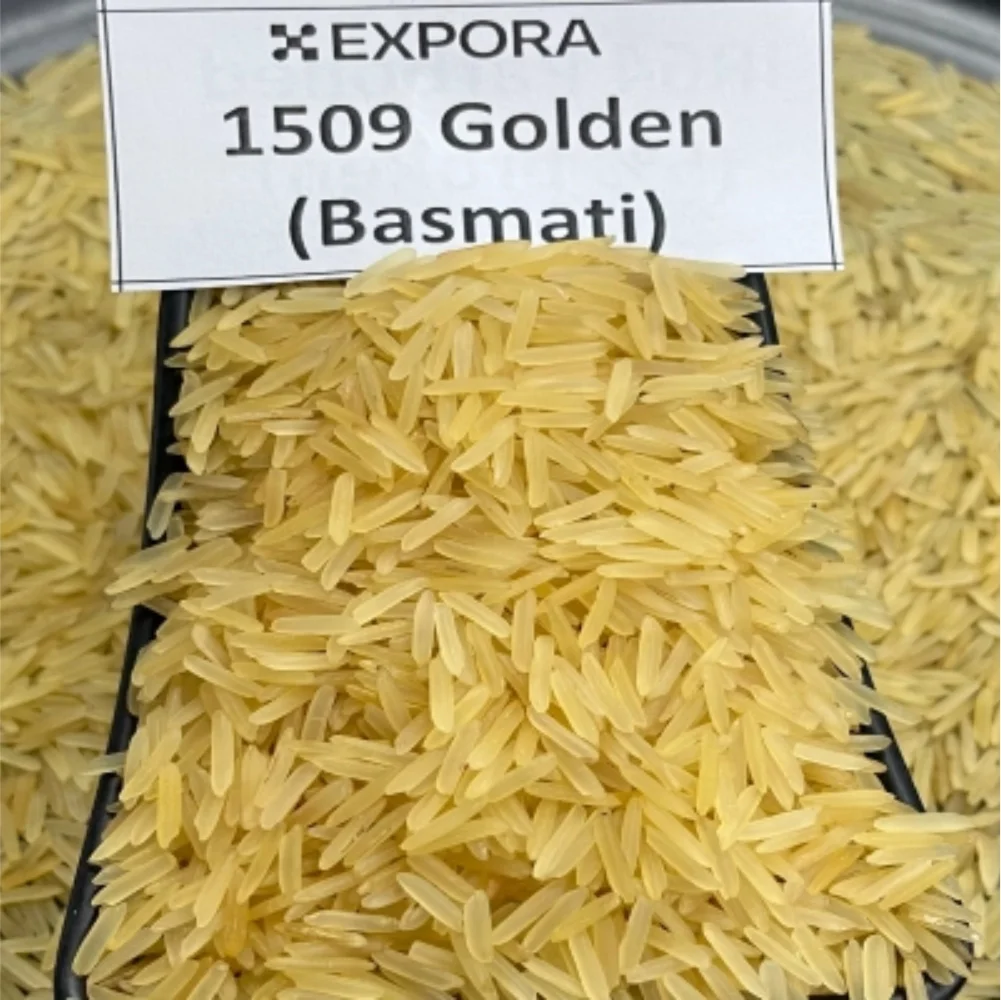 EXPORA
1509 Golden
(Basmati)